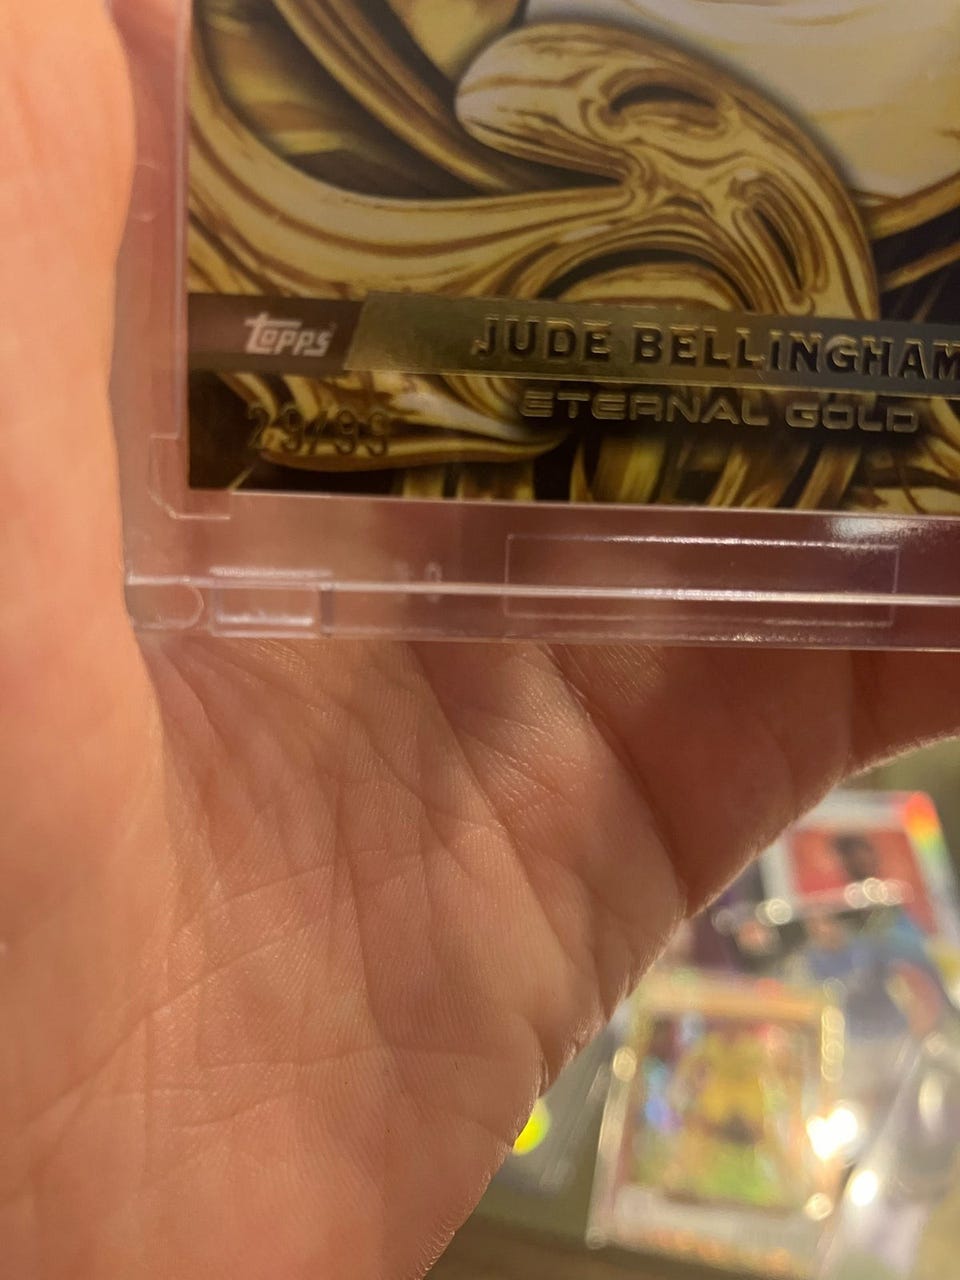 Topps
JUDE BELLINGHAM
ETERNAL GOLD
29/99